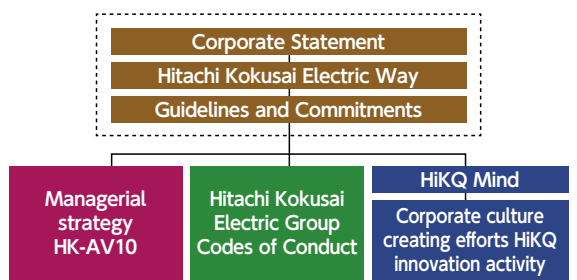 Corporate Statement
Hitachi Kokusai Electric Way
Guidelines and Commitments
Managerial
strategy
HK-AV10
Hitachi Kokusai
Electric Group
Codes of Conduct
HiKQ Mind
Corporate culture
creating efforts HiKQ
innovation activity